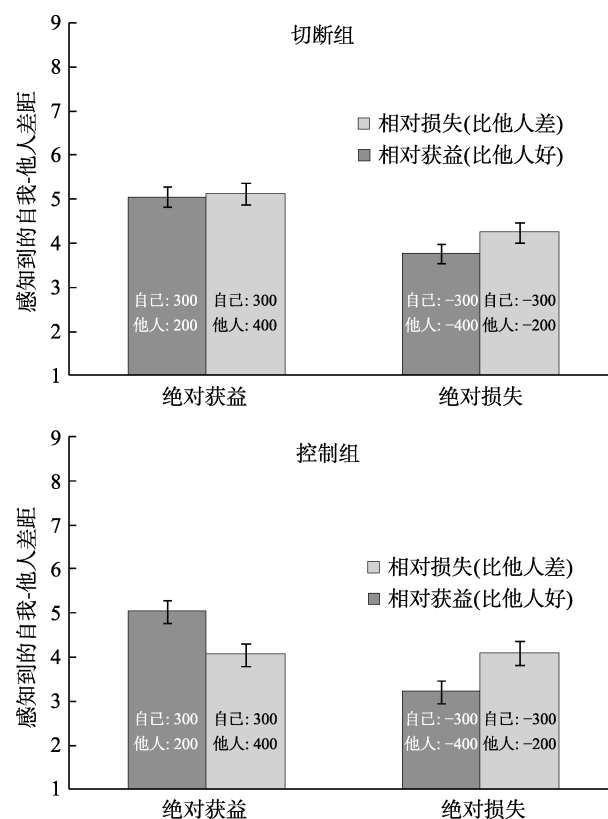 切断组
9
8
7
6
5
4
3
2
1
感知到的自我-他人差距
相对损失(比他人差)
相对获益(比他人好)
自己: 300
他人: 200
自己: 300
他人: 400
自己: −300
他人: −400
自己: −300
他人: −200
绝对获益
绝对损失
控制组
9
8
7
6
5
4
3
2
1
感知到的自我-他人差距
相对损失(比他人差)
相对获益(比他人好)
自己: 300
他人: 200
自己: 300
他人: 400
自己: −300
他人: −400
自己: −300
他人: −200
绝对获益
绝对损失